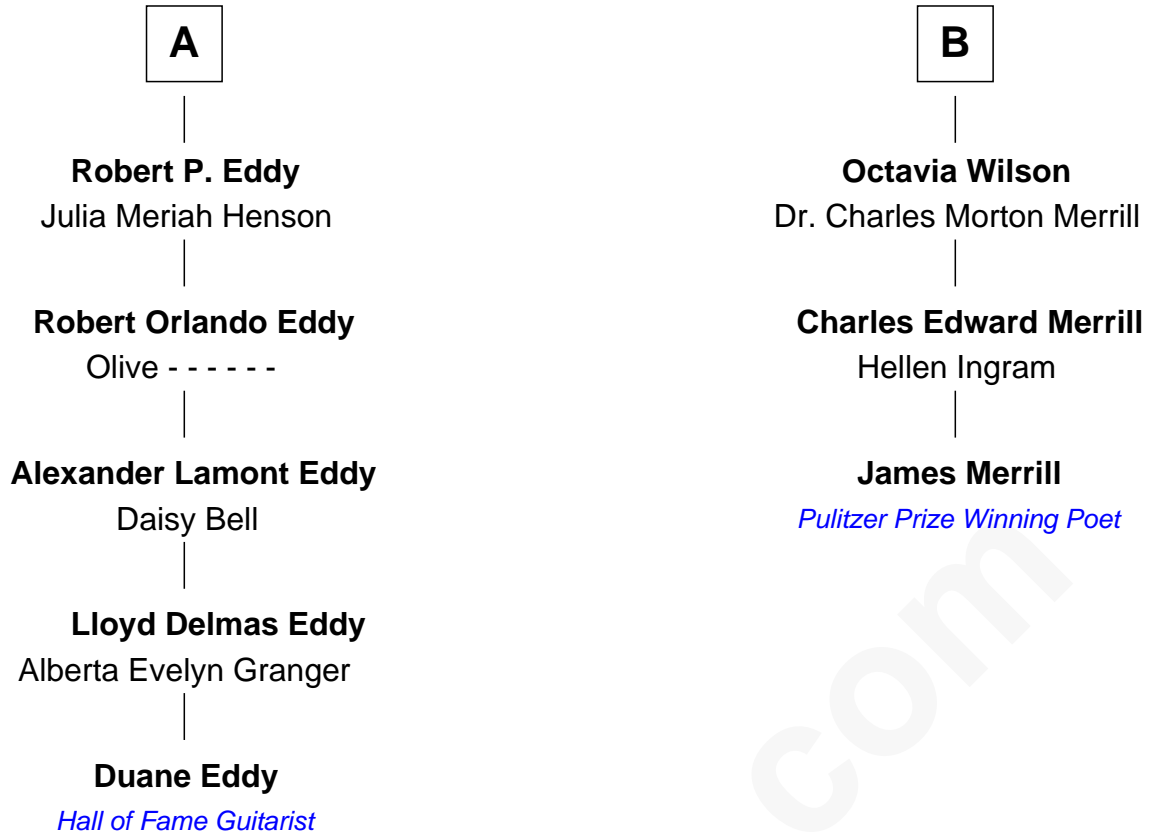 A
Robert P. Eddy
Julia Meriah Henson
Robert Orlando Eddy
Olive - - - - - -
Alexander Lamont Eddy
Daisy Bell
Lloyd Delmas Eddy
Alberta Evelyn Granger
Duane Eddy
Hall of Fame Guitarist
B
Octavia Wilson
Dr. Charles Morton Merrill
Charles Edward Merrill
Hellen Ingram
James Merrill
Pulitzer Prize Winning Poet
com